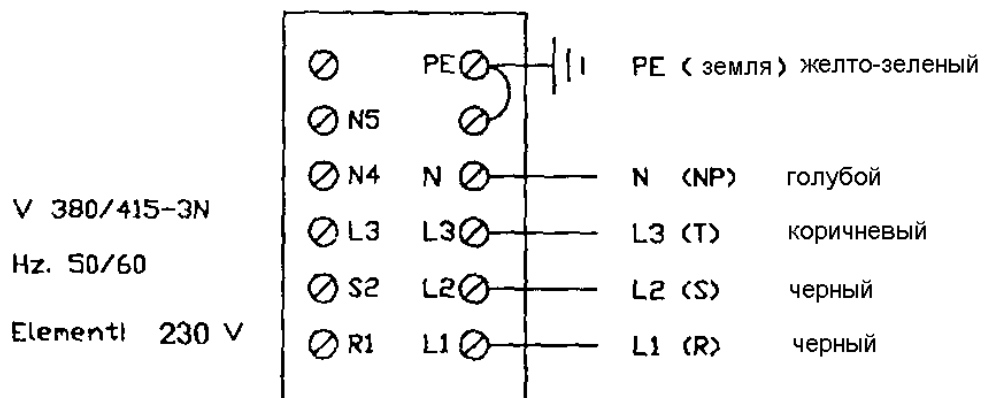 PE PE ( земля ) желто-зеленый
N5
N4 N N (NP) голубой
V 380/415-3N
L3 L3 L3 (T) коричневый
Hz. 50/60
S2 L2 L2 (S) черный
Elementi 230 V
R1 L1 L1 (R) черный